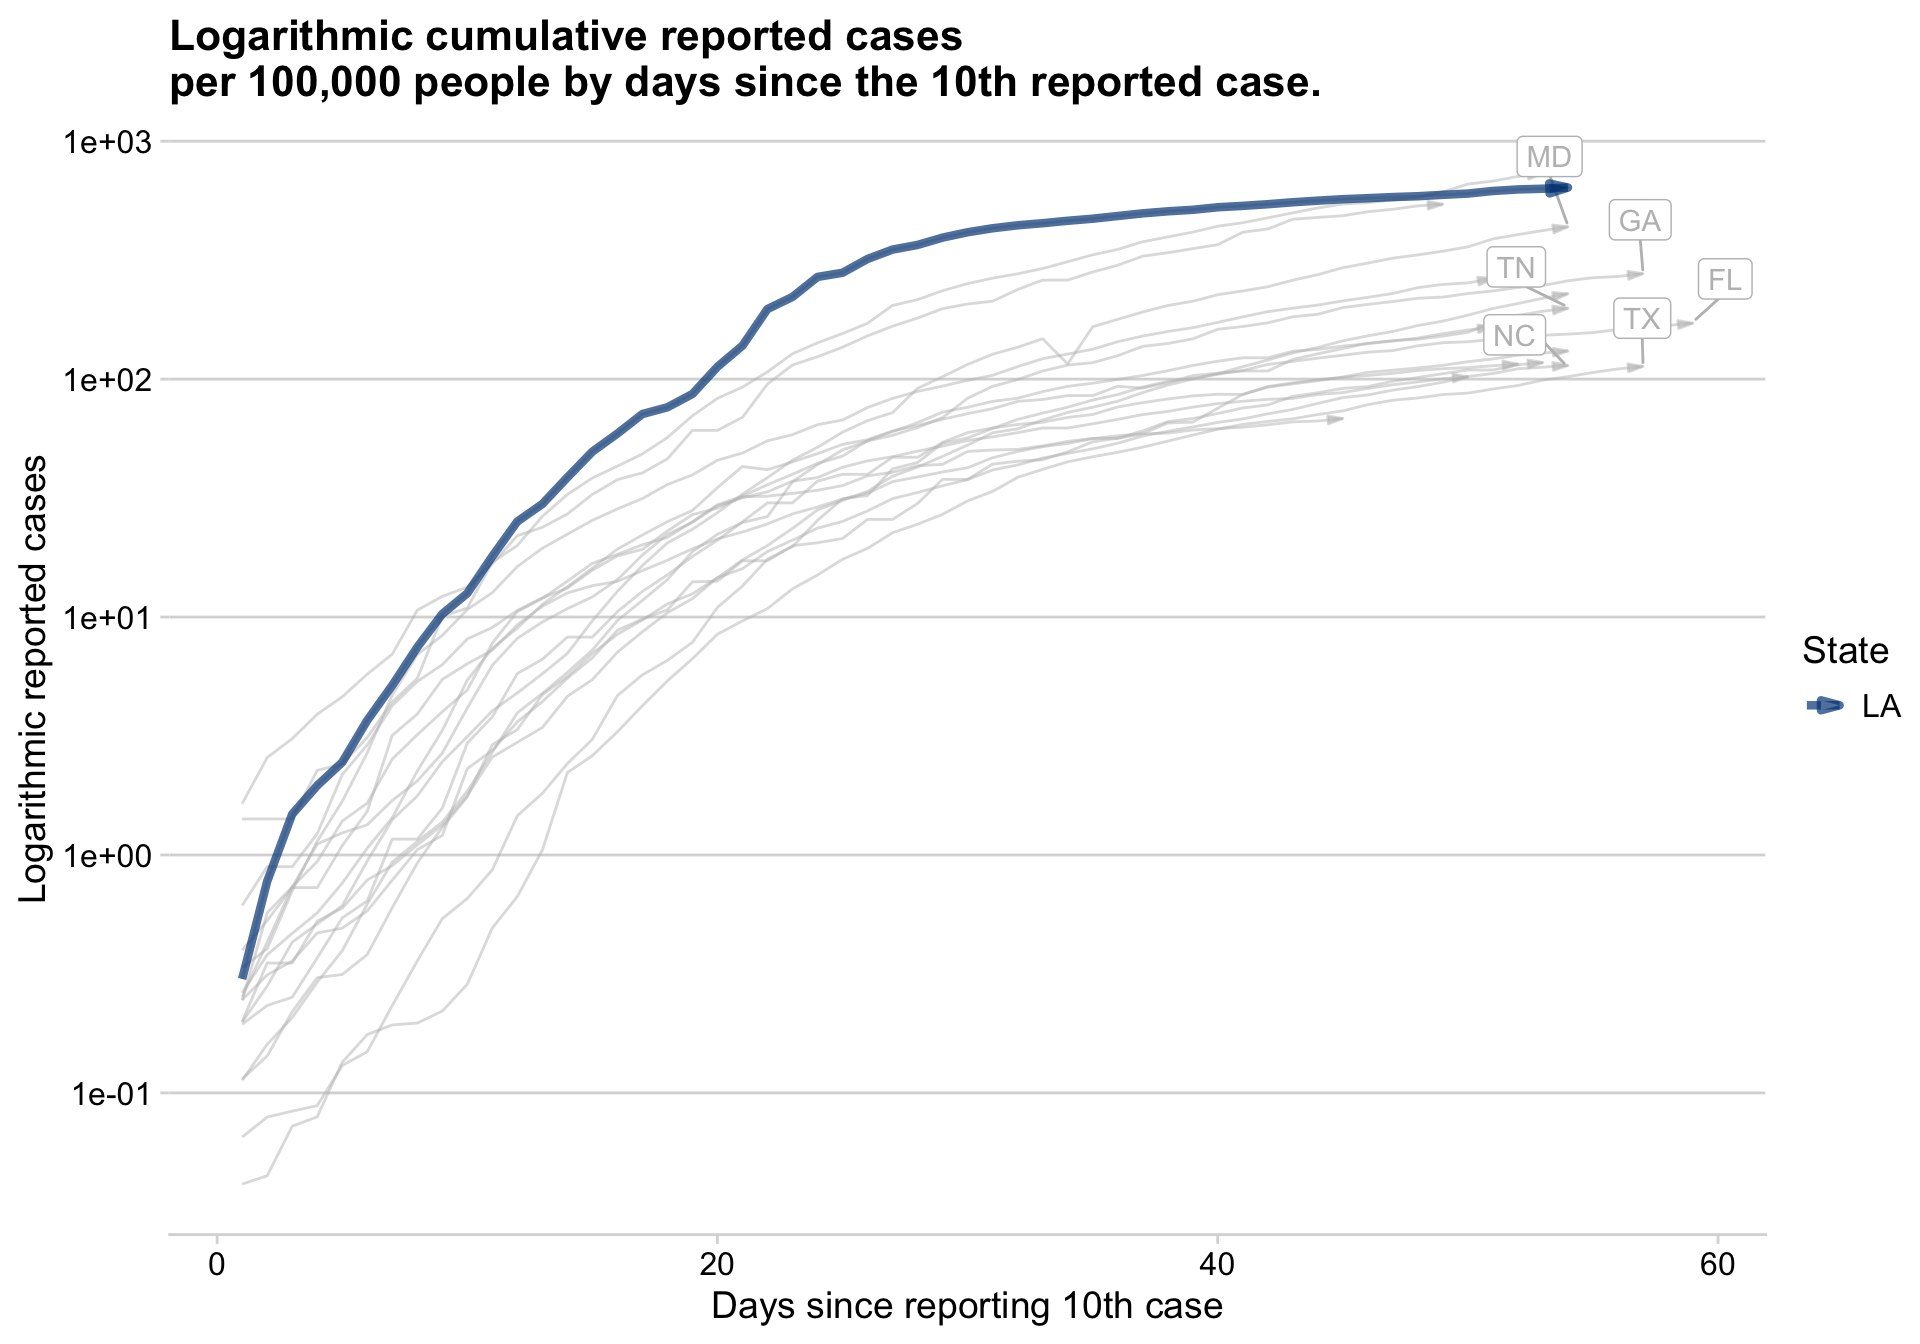 Logarithmic cumulative reported cases
per 100,000 people by days since the 10th reported case.
1e+03
1e+02
1e+01
1e+00
1e-01
Logarithmic reported cases
MD
GA
TN
FL
TX
NC
State
LA
0
20
40
60
Days since reporting 10th case